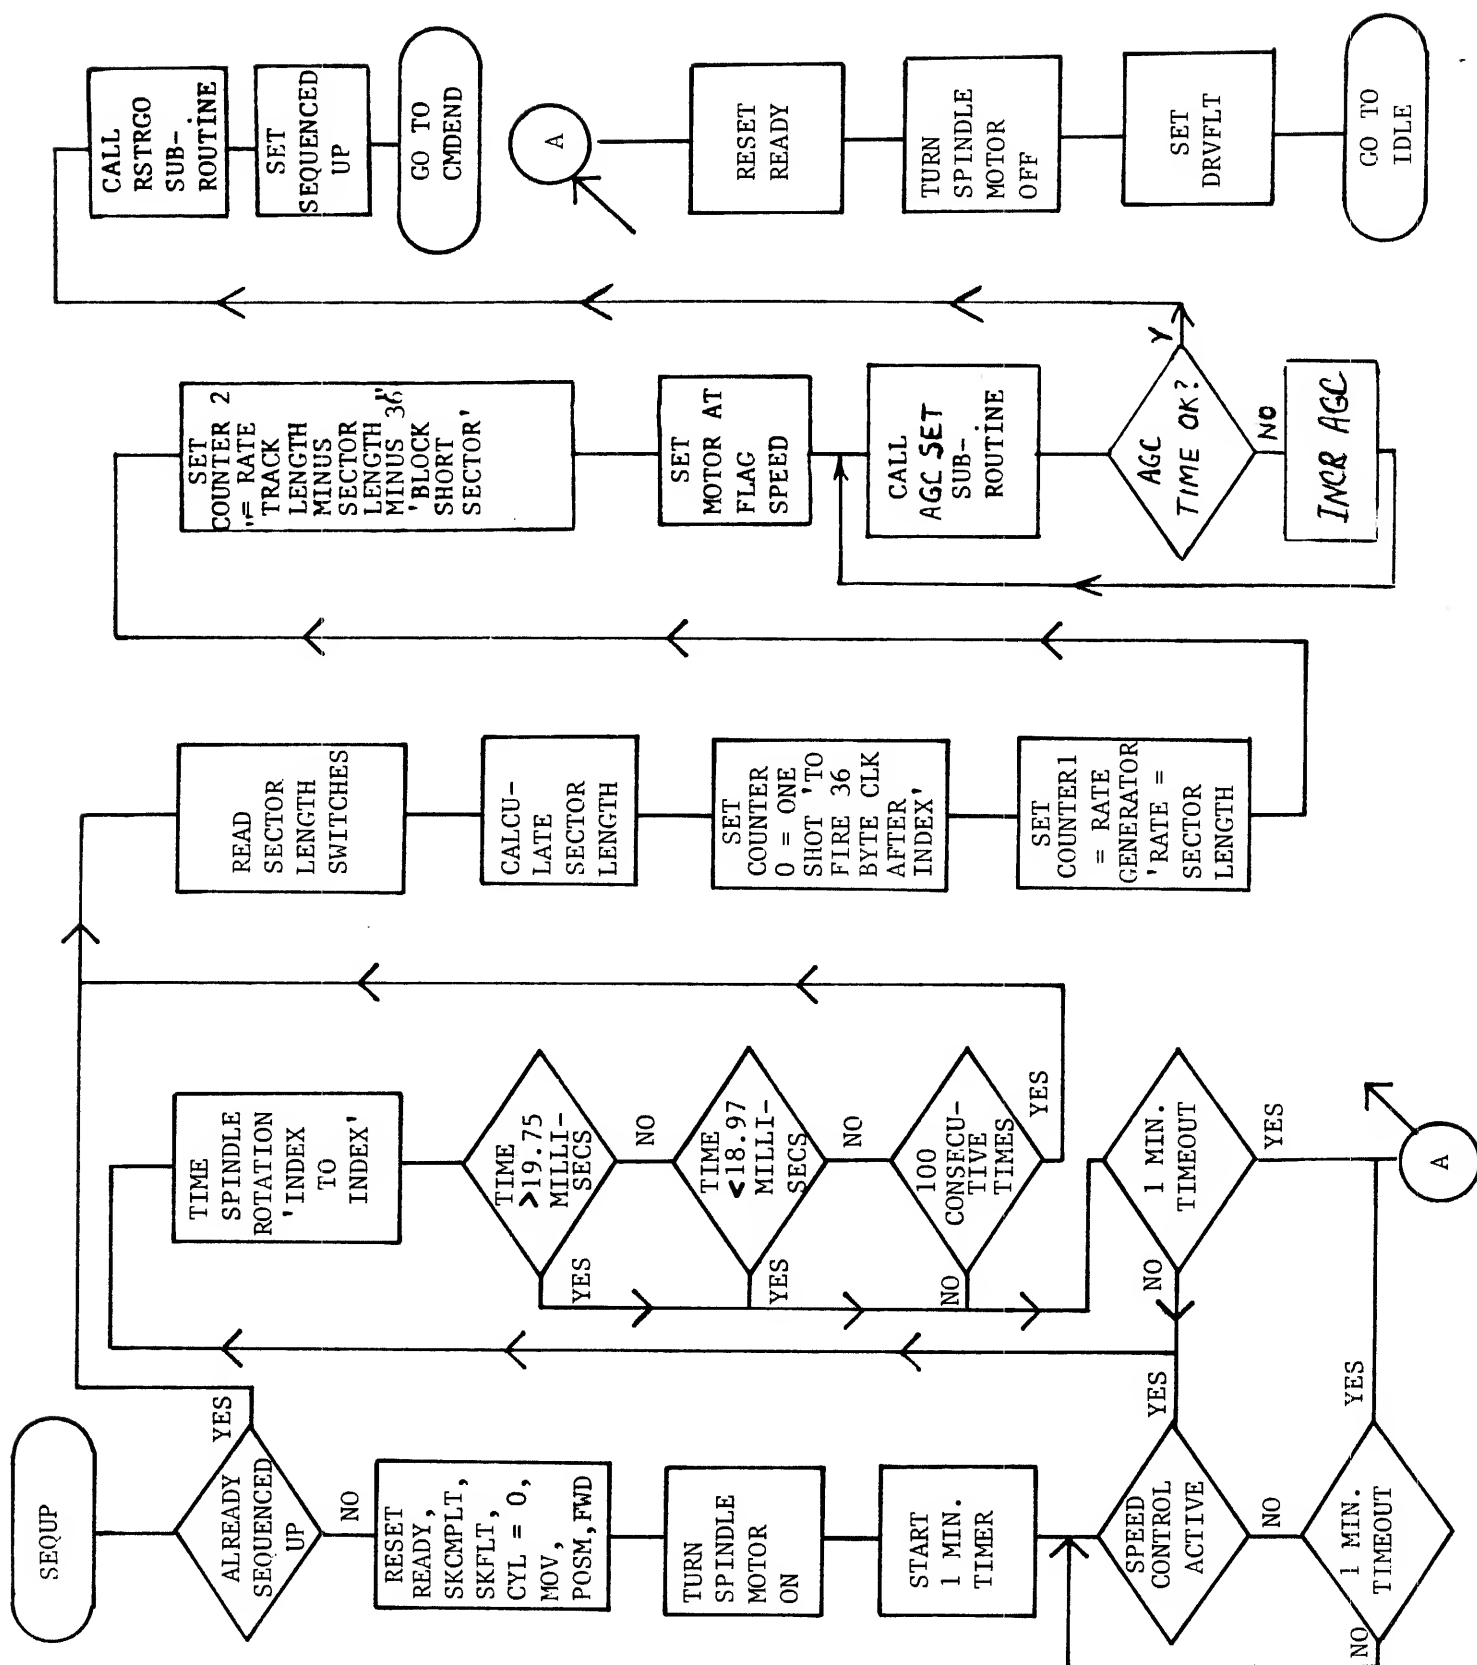 SEQUP
ALREADY
SEQUENCED
UP
YES
NO
RESET
READY,
SKCMPLT,
SKFLT,
CYL = 0,
MOV,
POSM,FWD
TURN
SPINDLE
MOTOR
ON
START
1 MIN.
TIMER
SPEED
CONTROL
ACTIVE
YES
NO
1 MIN.
TIMEOUT
YES
NO
TIME
SPINDLE
ROTATION
'INDEX
TO
INDEX'
TIME
>19.75
MILLI-
SECS
YES
NO
TIME
<18.97
MILLI-
SECS
YES
NO
100
CONSECU-
TIVE
TIMES
NO
YES
1 MIN.
TIMEOUT
NO
YES
A
READ
SECTOR
LENGTH
SWITCHES
CALCU-
LATE
SECTOR
LENGTH
SET
COUNTER
0 = ONE
SHOT 'TO
FIRE 36
BYTE CLK
AFTER
INDEX'
SET
COUNTER1
= RATE
GENERATOR
'RATE =
SECTOR
LENGTH
SET
COUNTER 2
"= RATE
TRACK
LENGTH
MINUS
SECTOR
LENGTH
MINUS 36"
'BLOCK
SHORT
SECTOR'
SET
MOTOR AT
FLAG
SPEED
CALL
AGC SET
SUB-
ROUTINE
AGC
TIME OK?
Y
NO
INCR AGC
CALL
RSTRGO
SUB-
ROUTINE
SET
SEQUENCED
UP
GO TO
CMDEND
A
RESET
READY
TURN
SPINDLE
MOTOR
OFF
SET
DRVFLT
GO TO
IDLE